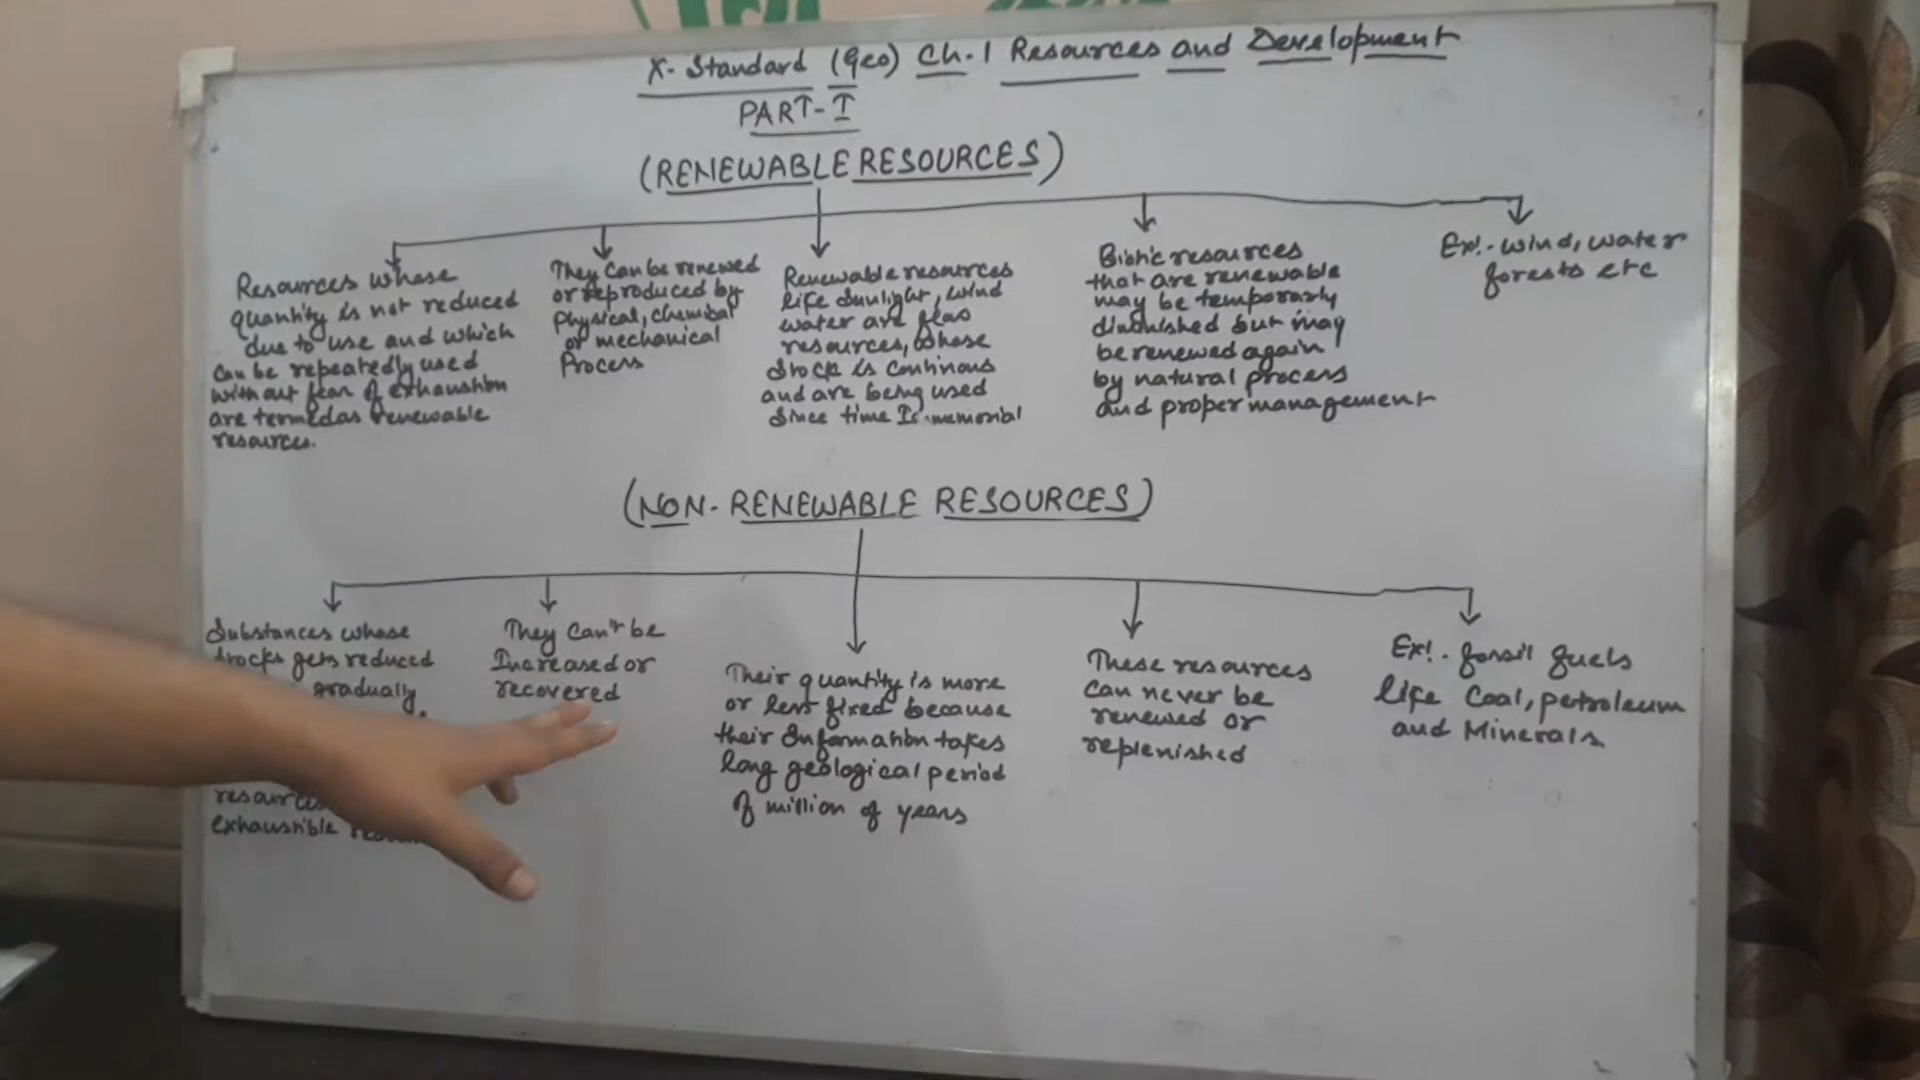 X- Standard (Geo) Ch.1 Resources and Development
PART-I
(RENEWABLE RESOURCES)
Resources whose
quantity is not reduced
due to use and which
can be repeatedly used
without fear of exhaustion
are termed as renewable
resources.
They can be renewed
or reproduced by
Physical, chemical
or mechanical
Process
Renewable resources
like sunlight, wind
water are flow
resources, whose
stock is continous
and are being used
since time Immemorial
Biotic resources
that are renewable
may be temporarly
diminished but may
be renewed again
by natural process
and proper management
Ex!- wind, water
forests etc
(NON-RENEWABLE RESOURCES)
Substances whose
stocks gets reduced
gradually
resources
exhaustible
They can't be
Increased or
recovered
Their quantity is more
or less fixed because
their formation takes
long geological period
of million of years
These resources
can never be
renewed or
replenished
Ex!- fossil fuels
like Coal, petroleum
and Minerals